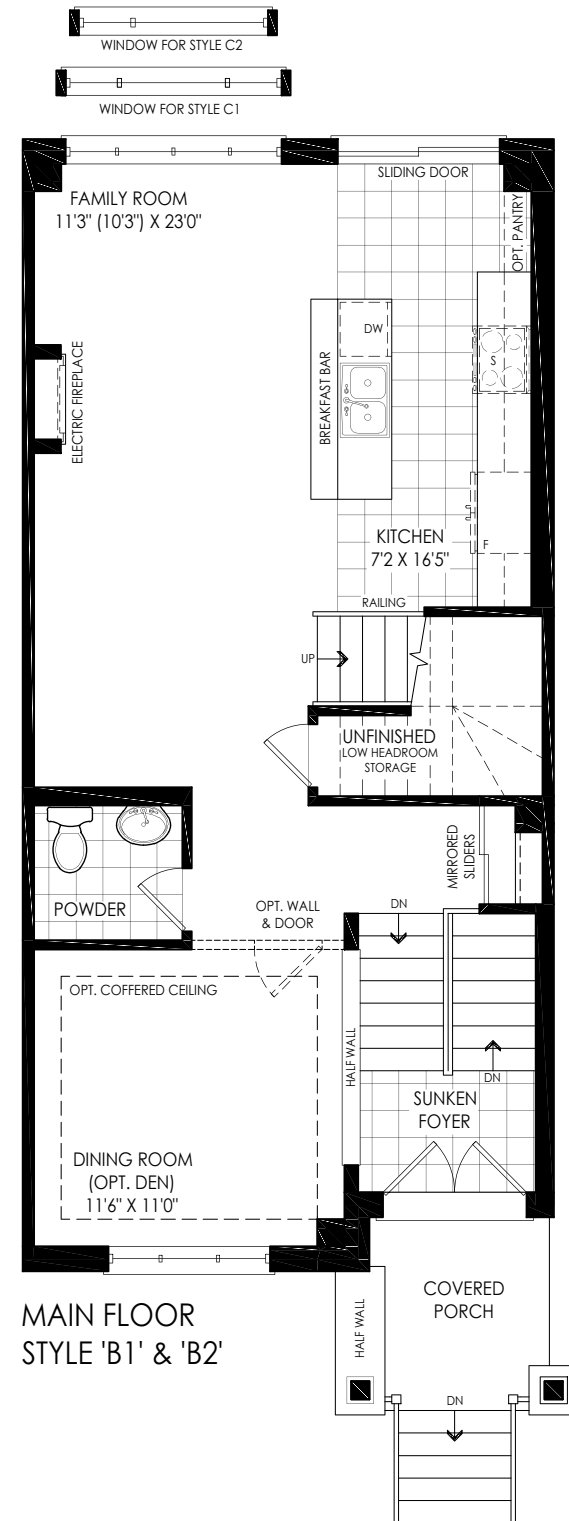 WINDOW FOR STYLE C2
WINDOW FOR STYLE C1
FAMILY ROOM
11'3" (10'3") X 23'0"
SLIDING DOOR
OPT. PANTRY
DW
S
BREAKFAST BAR
ELECTRIC FIREPLACE
KITCHEN
7'2 X 16'5"
F
RAILING
UP
UNFINISHED
LOW HEADROOM
STORAGE
MIRRORED
SLIDERS
POWDER
OPT. WALL
& DOOR
DN
OPT. COFFERED CEILING
HALF WALL
DN
SUNKEN
FOYER
DINING ROOM
(OPT. DEN)
11'6" X 11'0"
COVERED
PORCH
HALF WALL
MAIN FLOOR
STYLE 'B1' & 'B2'
DN